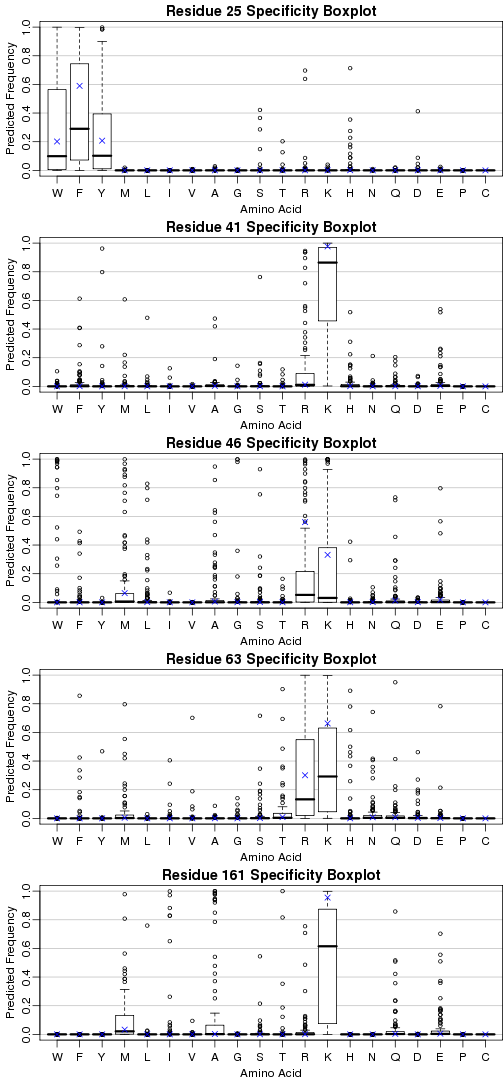 Residue 25 Specificity Boxplot
Predicted Frequency
0.0 0.2 0.4 0.6 0.8 1.0
W F Y M L I V A G S T R K H N Q D E P C
Amino Acid
Residue 41 Specificity Boxplot
Predicted Frequency
0.0 0.2 0.4 0.6 0.8 1.0
W F Y M L I V A G S T R K H N Q D E P C
Amino Acid
Residue 46 Specificity Boxplot
Predicted Frequency
0.0 0.2 0.4 0.6 0.8 1.0
W F Y M L I V A G S T R K H N Q D E P C
Amino Acid
Residue 63 Specificity Boxplot
Predicted Frequency
0.0 0.2 0.4 0.6 0.8 1.0
W F Y M L I V A G S T R K H N Q D E P C
Amino Acid
Residue 161 Specificity Boxplot
Predicted Frequency
0.0 0.2 0.4 0.6 0.8 1.0
W F Y M L I V A G S T R K H N Q D E P C
Amino Acid